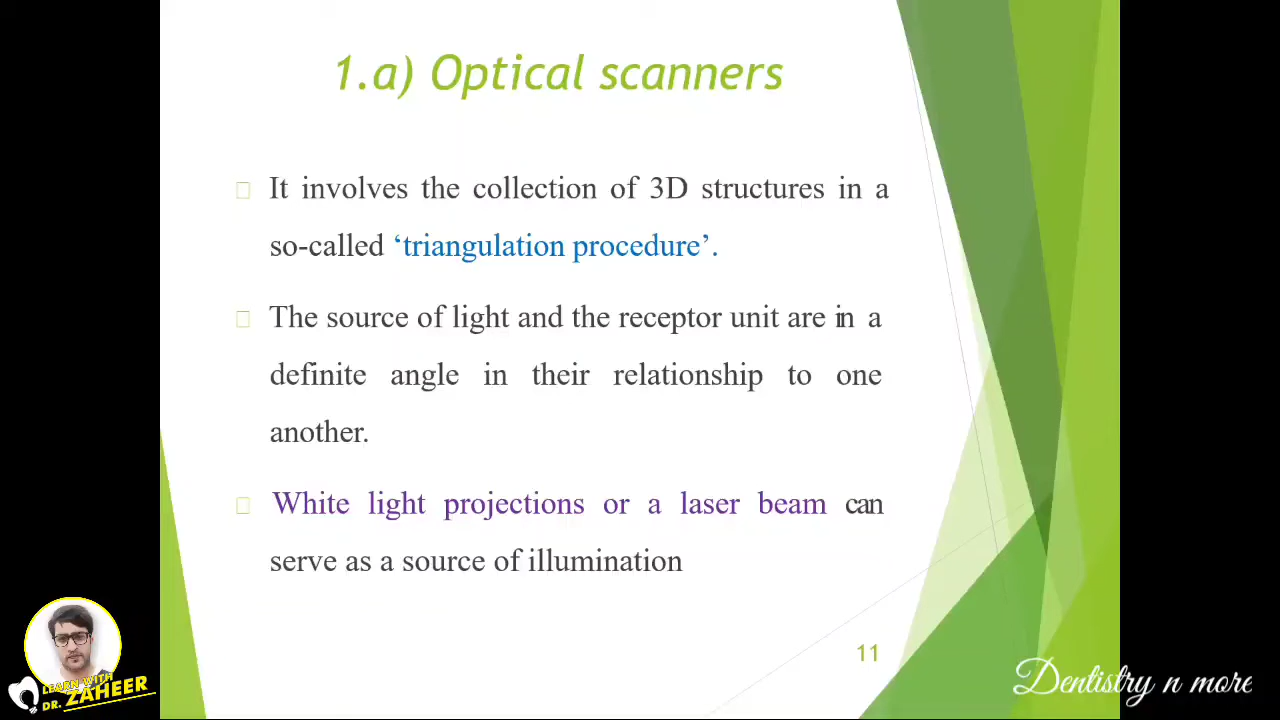 1.a) Optical scanners
It involves the collection of 3D structures in a
so-called ‘triangulation procedure’.
The source of light and the receptor unit are in a
definite angle in their relationship to one
another.
White light projections or a laser beam can
serve as a source of illumination
11
LEARN WITH
DR. ZAHEER
Dentistry n more